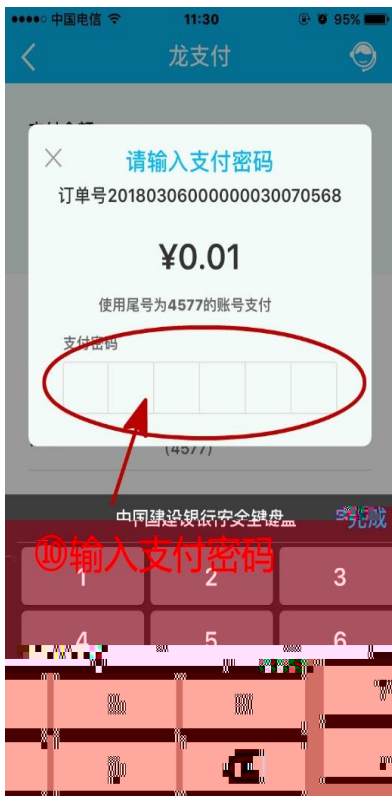 中国电信 11:30 95%
龙支付
请输入支付密码
订单号20180306000000030070568
¥0.01
使用尾号为4577的账号支付
支付密码
(4577)
中国建设银行安全键盘 完成
⑩输入支付密码
1 2 3
4 5 6